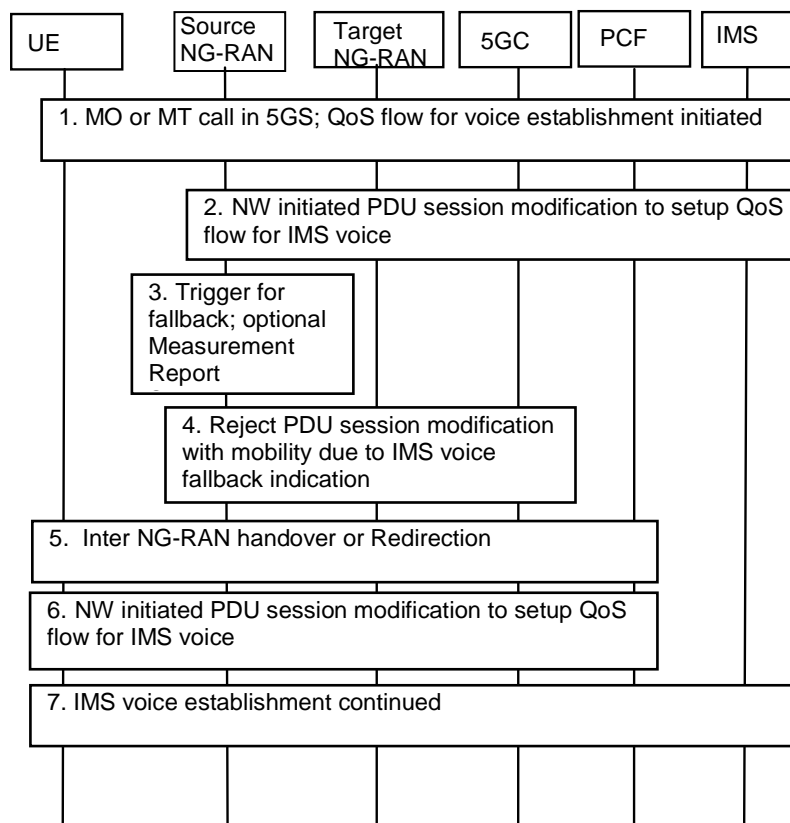 UE
Source
NG-RAN
Target
NG-RAN
5GC
PCF
IMS
1. MO or MT call in 5GS; QoS flow for voice establishment initiated
2. NW initiated PDU session modification to setup QoS
flow for IMS voice
3. Trigger for
fallback; optional
Measurement
Report
4. Reject PDU session modification
with mobility due to IMS voice
fallback indication
5. Inter NG-RAN handover or Redirection
6. NW initiated PDU session modification to setup QoS
flow for IMS voice
7. IMS voice establishment continued